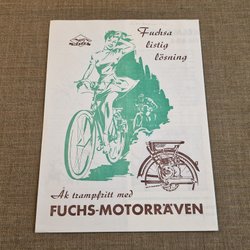 Fuchsa
listig
lösning
Åk trampfritt med
FUCHS-MOTORRÄVEN